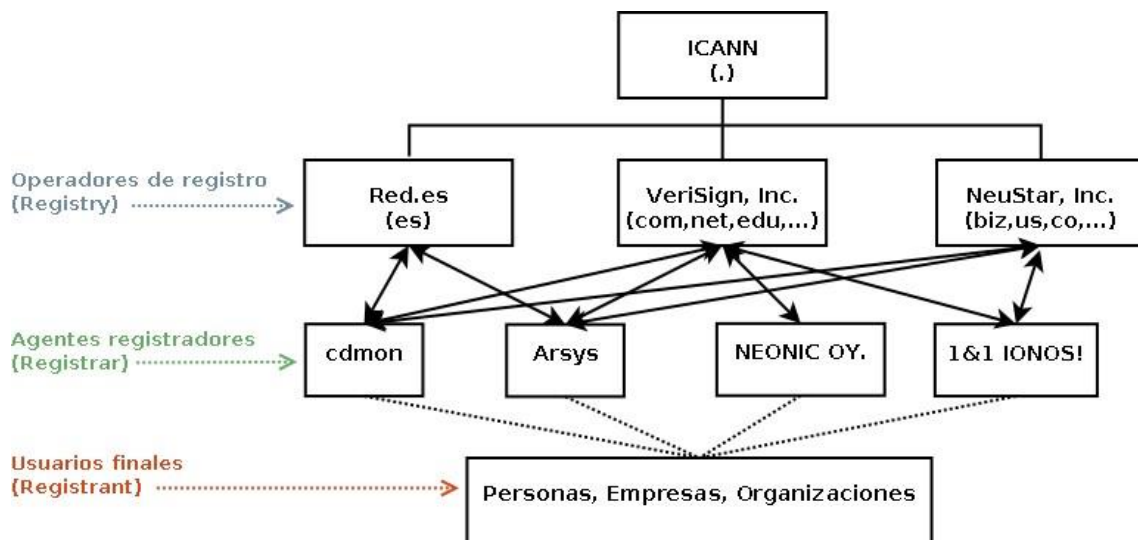 ICANN
(.)
Operadores de registro
(Registry)
Red.es
(es)
VeriSign, Inc.
(com,net,edu,...)
NeuStar, Inc.
(biz,us,co,...)
Agentes registradores
(Registrar)
cdmon
Arsys
NEONIC OY.
1&1 IONOS!
Usuarios finales
(Registrant)
Personas, Empresas, Organizaciones